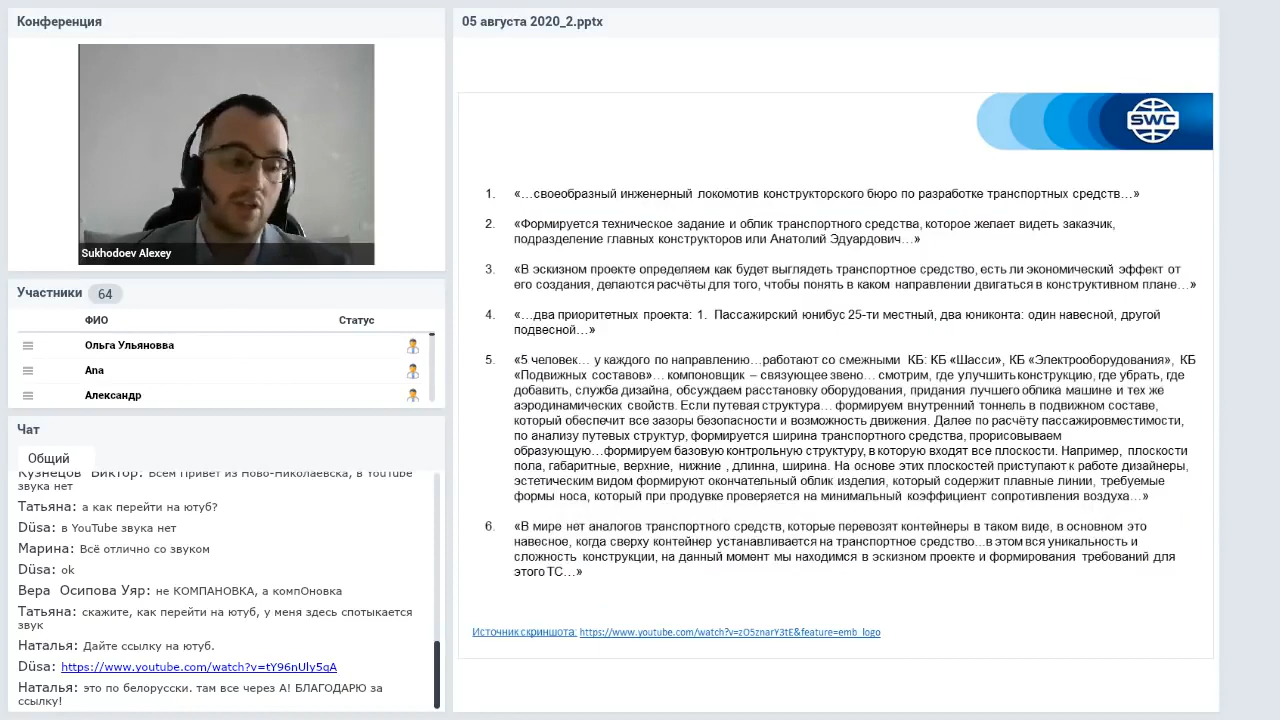 Конференция
Sukhodoev Alexey
Участники 64
ФИО Статус
Ольга Ульяновва
Ana
Александр
Чат
Общий
Кузнецов Виктор: Всем Привет из Ново-Николаевска, в YouTube
звука нет
Татьяна: а как перейти на ютуб?
Düsa: в YouTube звука нет
Марина: Всё отлично со звуком
Düsa: ok
Вера Осипова Уяр: не КОМПАНОВКА, а компОновка
Татьяна: скажите, как перейти на ютуб, у меня здесь спотыкается
звук
Наталья: Дайте ссылку на ютуб.
Düsa: https://www.youtube.com/watch?v=tY96nUly5qA
Наталья: это по белорусски. там все через А! БЛАГОДАРЮ за
ссылку!
05 августа 2020_2.pptx
SWC
1. «…своеобразный инженерный локомотив конструкторского бюро по разработке транспортных средств…»
2. «Формируется техническое задание и облик транспортного средства, которое желает видеть заказчик,
подразделение главных конструкторов или Анатолий Эдуардович…»
3. «В эскизном проекте определяем как будет выглядеть транспортное средство, есть ли экономический эффект от
его создания, делаются расчёты для того, чтобы понять в каком направлении двигаться в конструктивном плане…»
4. «…два приоритетных проекта: 1. Пассажирский юнибус 25-ти местный, два юниконта: один навесной, другой
подвесной…»
5. «5 человек… у каждого по направлению…работают со смежными КБ: КБ «Шасси», КБ «Электрооборудования», КБ
«Подвижных составов»… компоновщик – связующее звено… смотрим, где улучшить конструкцию, где убрать, где
добавить, служба дизайна, обсуждаем расстановку оборудования, придания лучшего облика машине и тех же
аэродинамических свойств. Если путевая структура… формируем внутренний тоннель в подвижном составе,
который обеспечит все зазоры безопасности и возможность движения. Далее по расчёту пассажировместимости,
по анализу путевых структур, формируется ширина транспортного средства, прорисовываем
образующую…формируем базовую контрольную структуру, в которую входят все плоскости. Например, плоскости
пола, габаритные, верхние, нижние , длинна, ширина. На основе этих плоскостей приступают к работе дизайнеры,
эстетическим видом формируют окончательный облик изделия, который содержит плавные линии, требуемые
формы носа, который при продувке проверяется на минимальный коэффициент сопротивления воздуха…»
6. «В мире нет аналогов транспортного средств, которые перевозят контейнеры в таком виде, в основном это
навесное, когда сверху контейнер устанавливается на транспортное средство...в этом вся уникальность и
сложность конструкции, на данный момент мы находимся в эскизном проекте и формирования требований для
этого ТС…»
Источник скриншота: https://www.youtube.com/watch?v=zO5znarY3tE&feature=emb_logo